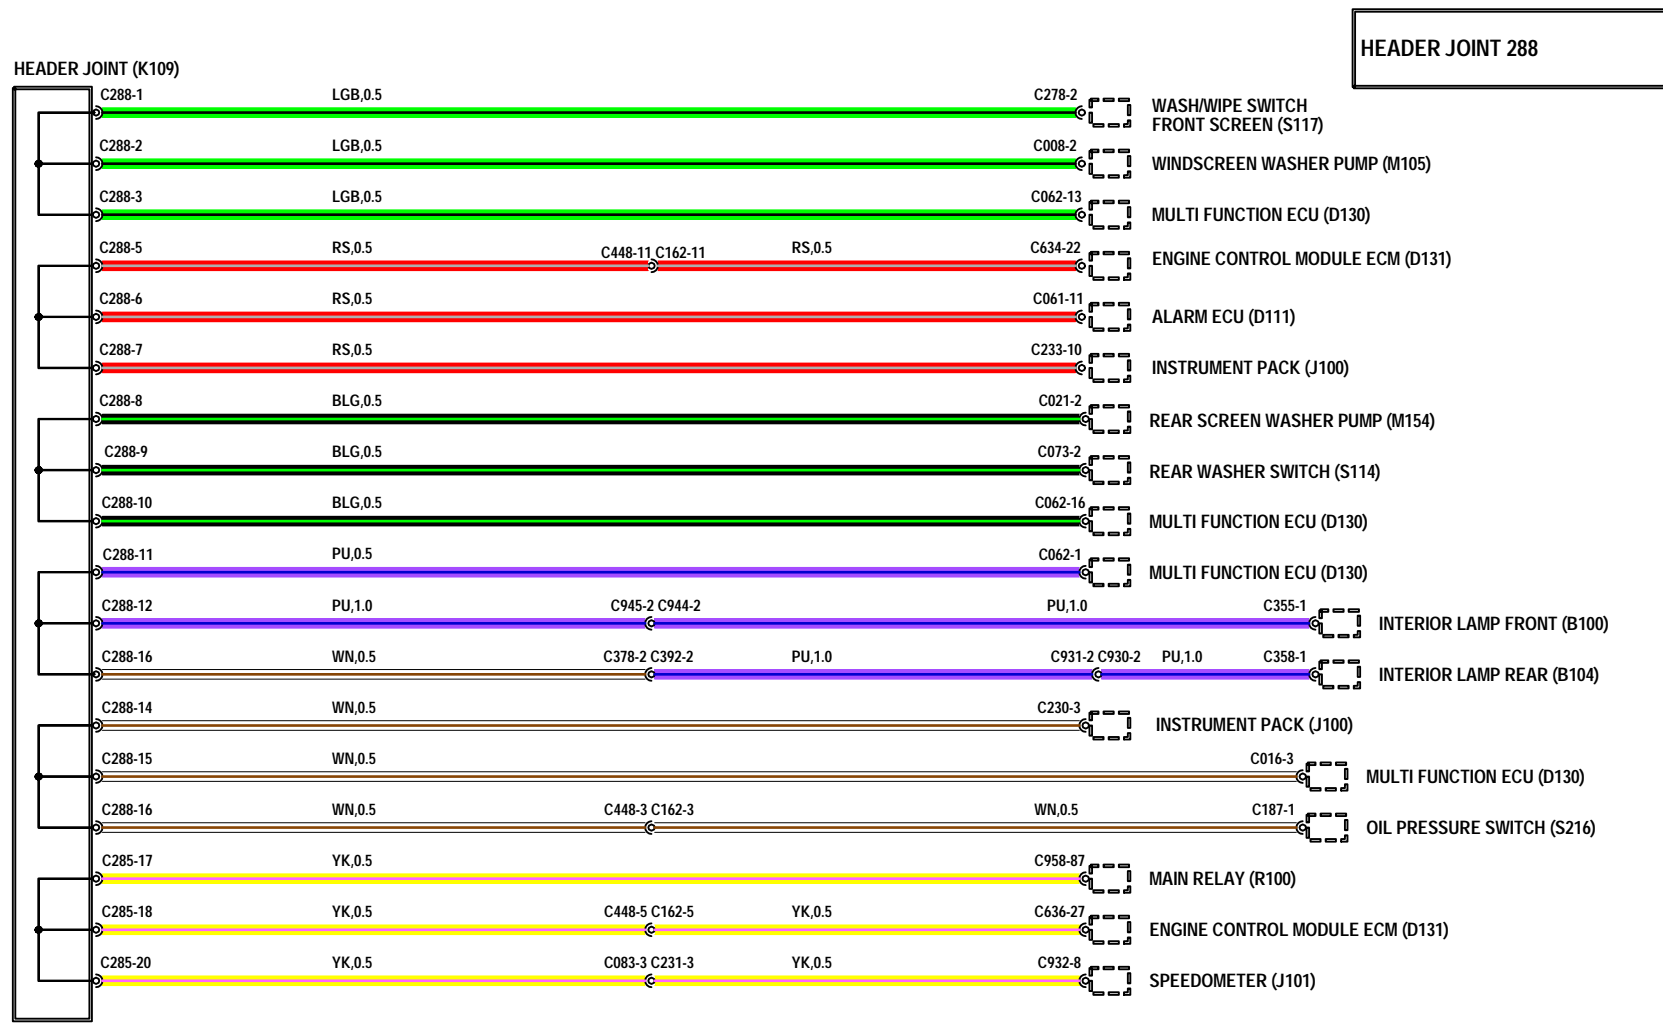 HEADER JOINT 288
HEADER JOINT (K109)
C288-1 LGB,0.5 C278-2 WASH/WIPE SWITCH
FRONT SCREEN (S117)
C288-2 LGB,0.5 C008-2 WINDSCREEN WASHER PUMP (M105)
C288-3 LGB,0.5 C062-13 MULTI FUNCTION ECU (D130)
C288-5 RS,0.5 C448-11 C162-11 RS,0.5 C634-22 ENGINE CONTROL MODULE ECM (D131)
C288-6 RS,0.5 C061-11 ALARM ECU (D111)
C288-7 RS,0.5 C233-10 INSTRUMENT PACK (J100)
C288-8 BLG,0.5 C021-2 REAR SCREEN WASHER PUMP (M154)
C288-9 BLG,0.5 C073-2 REAR WASHER SWITCH (S114)
C288-10 BLG,0.5 C062-16 MULTI FUNCTION ECU (D130)
C288-11 PU,0.5 C062-1 MULTI FUNCTION ECU (D130)
C288-12 PU,1.0 C945-2 C944-2 PU,1.0 C355-1 INTERIOR LAMP FRONT (B100)
C288-16 WN,0.5 C378-2 C392-2 PU,1.0 C931-2 C930-2 PU,1.0 C358-1 INTERIOR LAMP REAR (B104)
C288-14 WN,0.5 C230-3 INSTRUMENT PACK (J100)
C288-15 WN,0.5 C016-3 MULTI FUNCTION ECU (D130)
C288-16 WN,0.5 C448-3 C162-3 WN,0.5 C187-1 OIL PRESSURE SWITCH (S216)
C285-17 YK,0.5 C958-87 MAIN RELAY (R100)
C285-18 YK,0.5 C448-5 C162-5 YK,0.5 C636-27 ENGINE CONTROL MODULE ECM (D131)
C285-20 YK,0.5 C083-3 C231-3 YK,0.5 C932-8 SPEEDOMETER (J101)